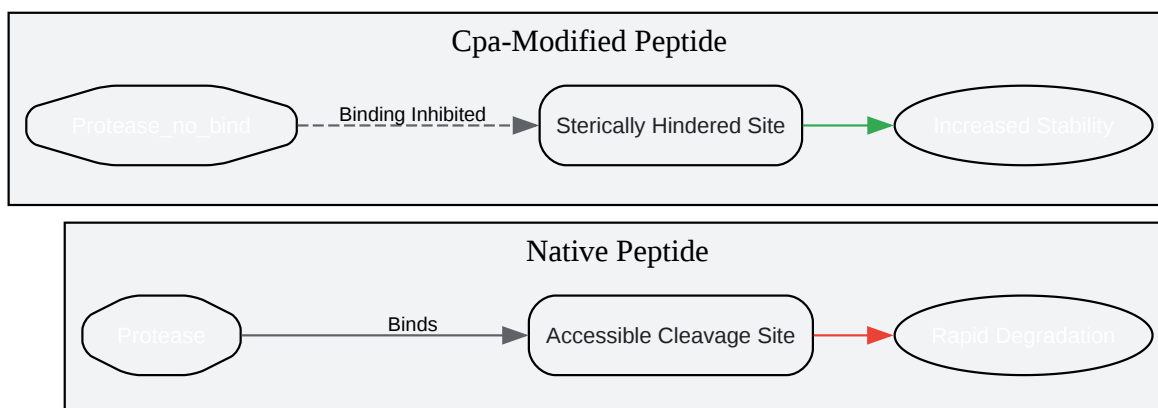 Cpa-Modified Peptide
Protease_no_bind
Binding Inhibited
Sterically Hindered Site
Increased Stability
Native Peptide
Protease
Binds
Accessible Cleavage Site
Rapid Degradation